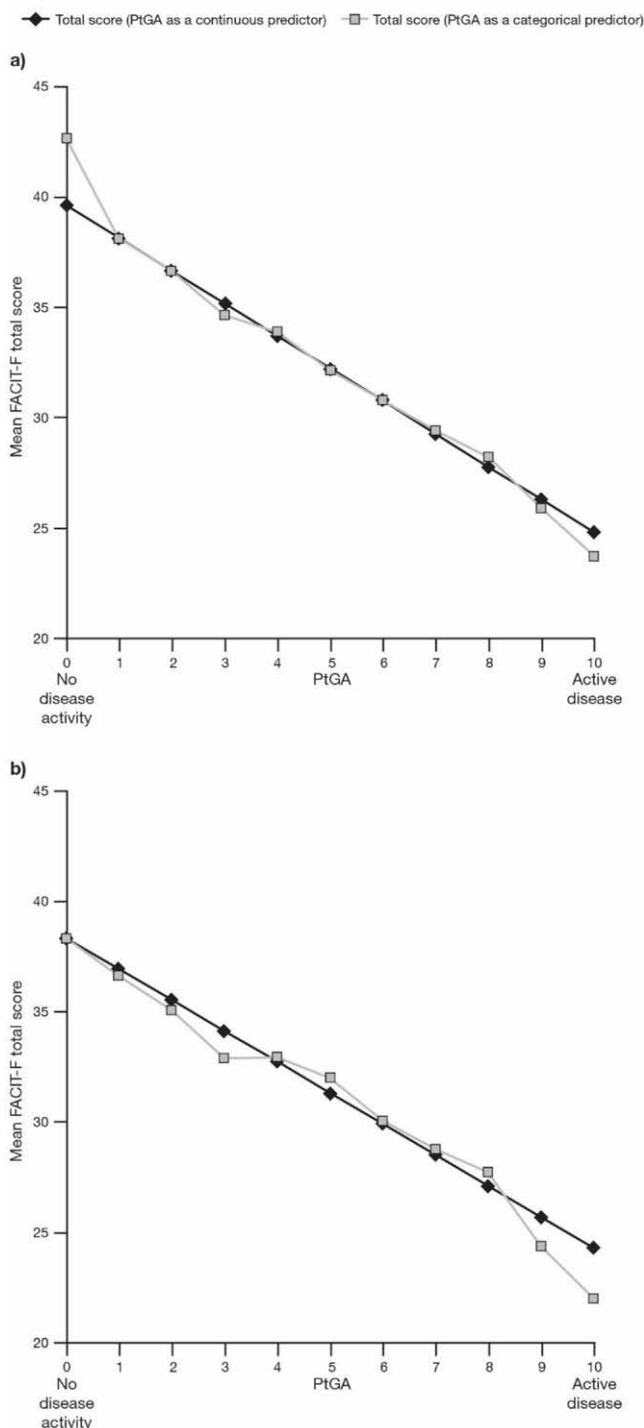 Total score (PtGA as a continuous predictor) Total score (PtGA as a categorical predictor)
a)
45
40
35
30
25
20
Mean FACIT-F total score
0 1 2 3 4 5 6 7 8 9 10
No disease activity
PtGA
Active disease
b)
45
40
35
30
25
20
Mean FACIT-F total score
0 1 2 3 4 5 6 7 8 9 10
No disease activity
PtGA
Active disease